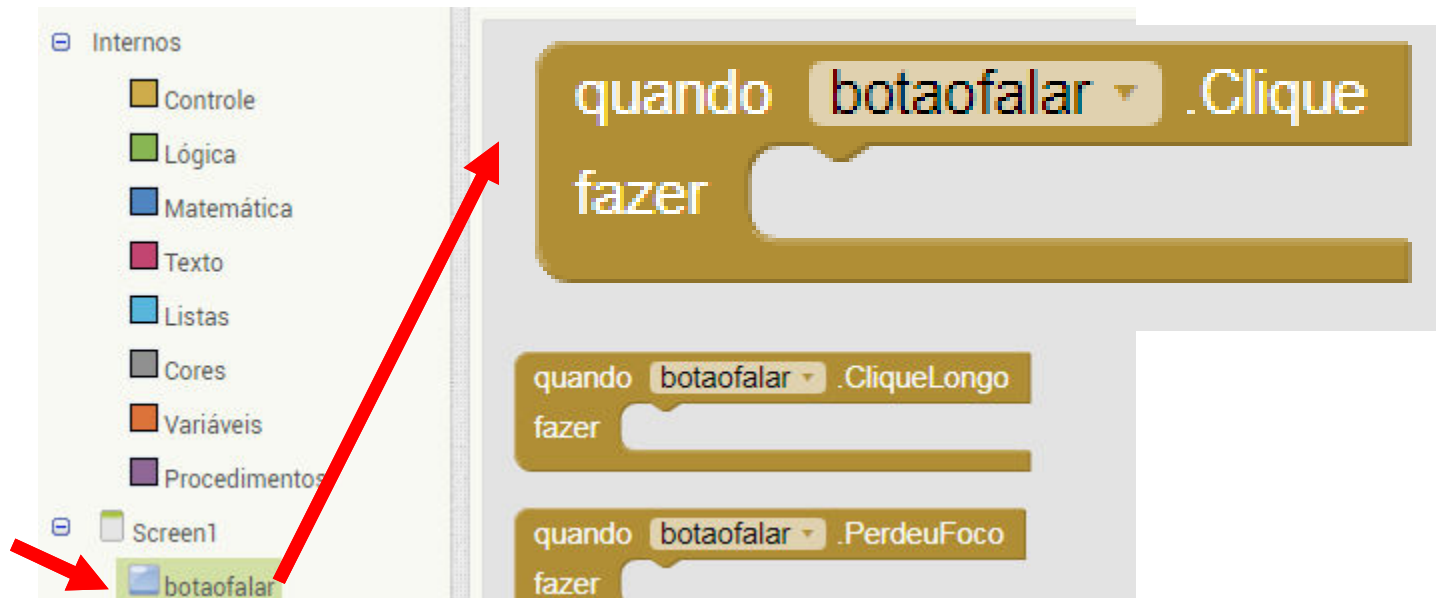 Internos
Controle
Lógica
Matemática
Texto
Listas
Cores
Variáveis
Procedimentos
Screen1
botaofalar
quando botaofalar .Clique
fazer
quando botaofalar .CliqueLongo
fazer
quando botaofalar .PerdeuFoco
fazer